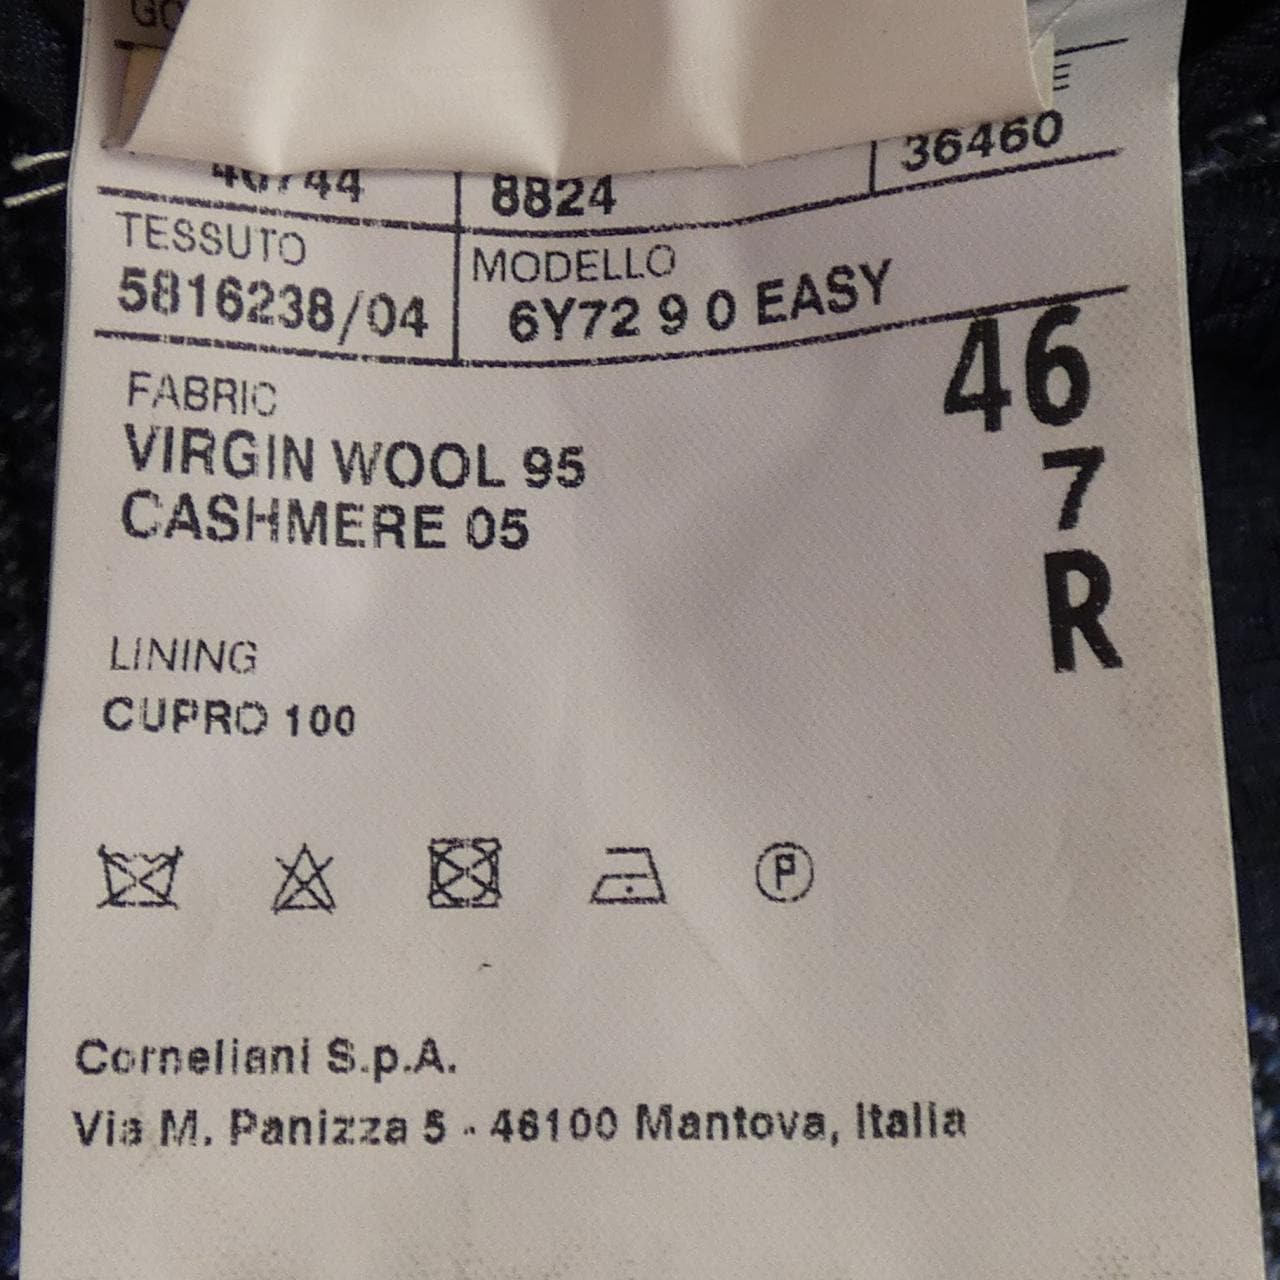 8824
36460
TESSUTO
5816238/04
MODELLO
6Y72 9 0 EASY
46
7
R
FABRIC
VIRGIN WOOL 95
CASHMERE 05
LINING
CUPRO 100
P
Corneliani S.p.A.
Via M. Panizza 5 - 46100 Mantova, Italia